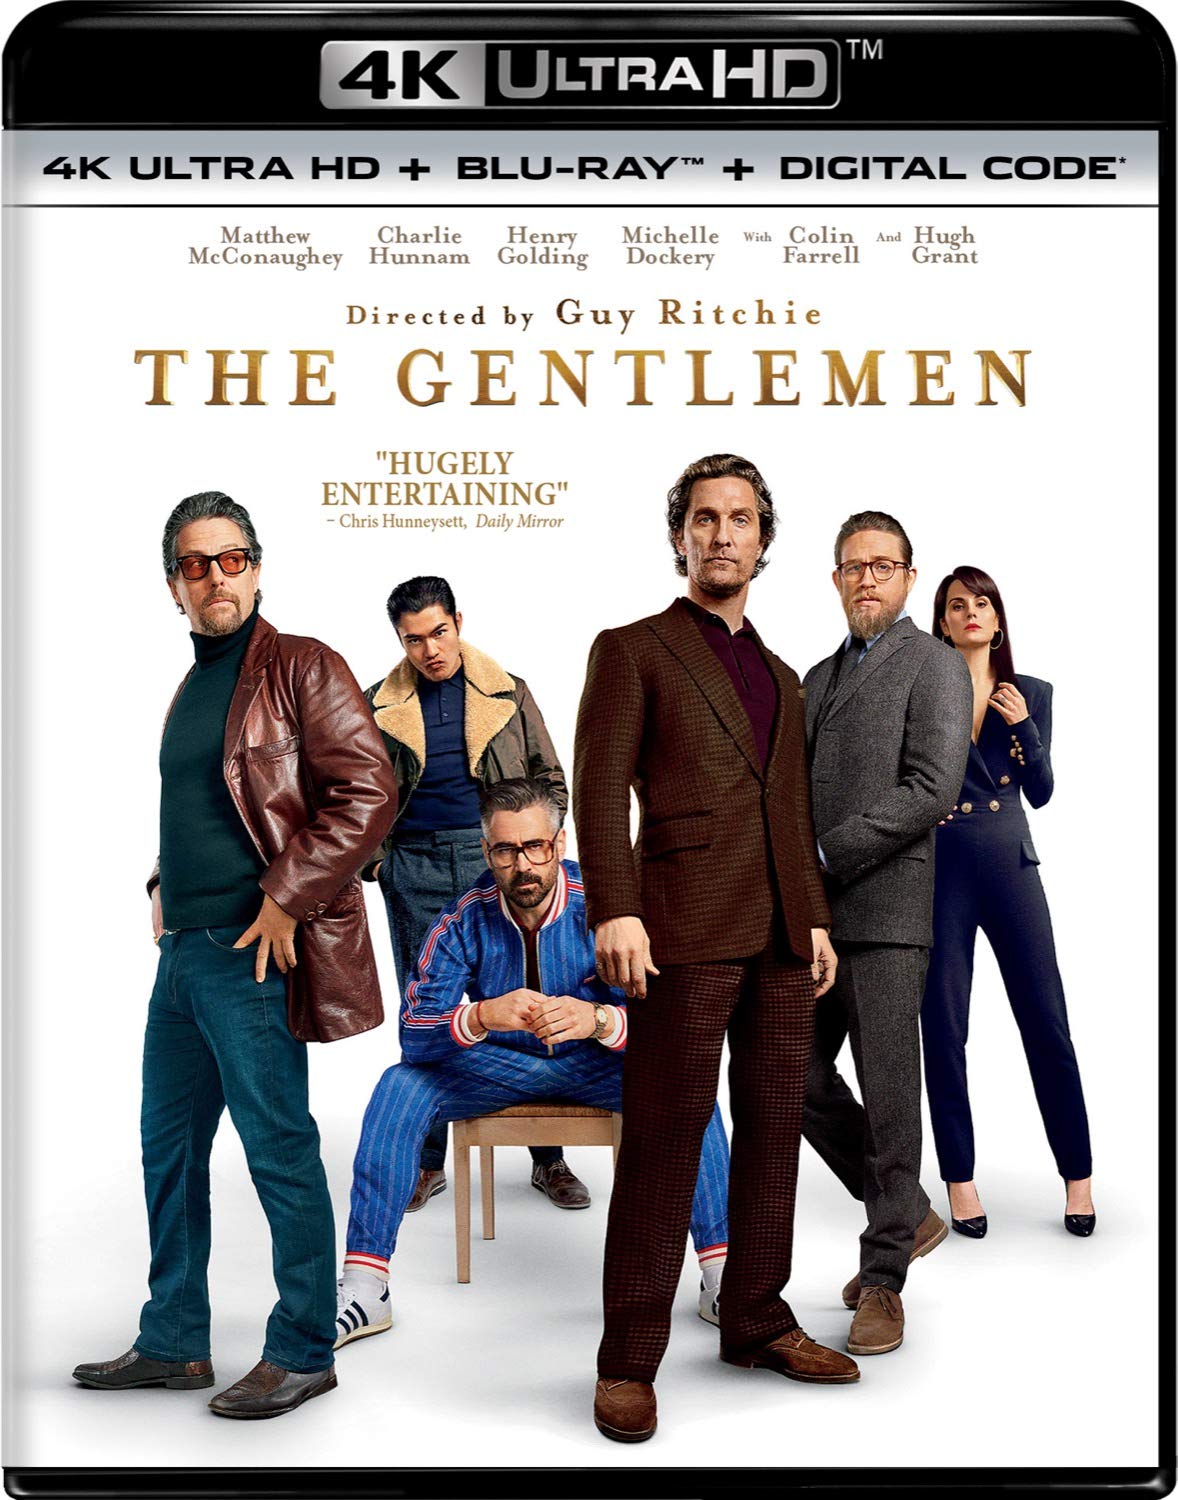 4K ULTRA HD™
4K ULTRA HD + BLU-RAY™ + DIGITAL CODE*
Matthew McConaughey Charlie Hunnam Henry Golding Michelle Dockery With Colin Farrell And Hugh Grant
Directed by Guy Ritchie
THE GENTLEMEN
"HUGELY
ENTERTAINING"
- Chris Hunneysett, Daily Mirror